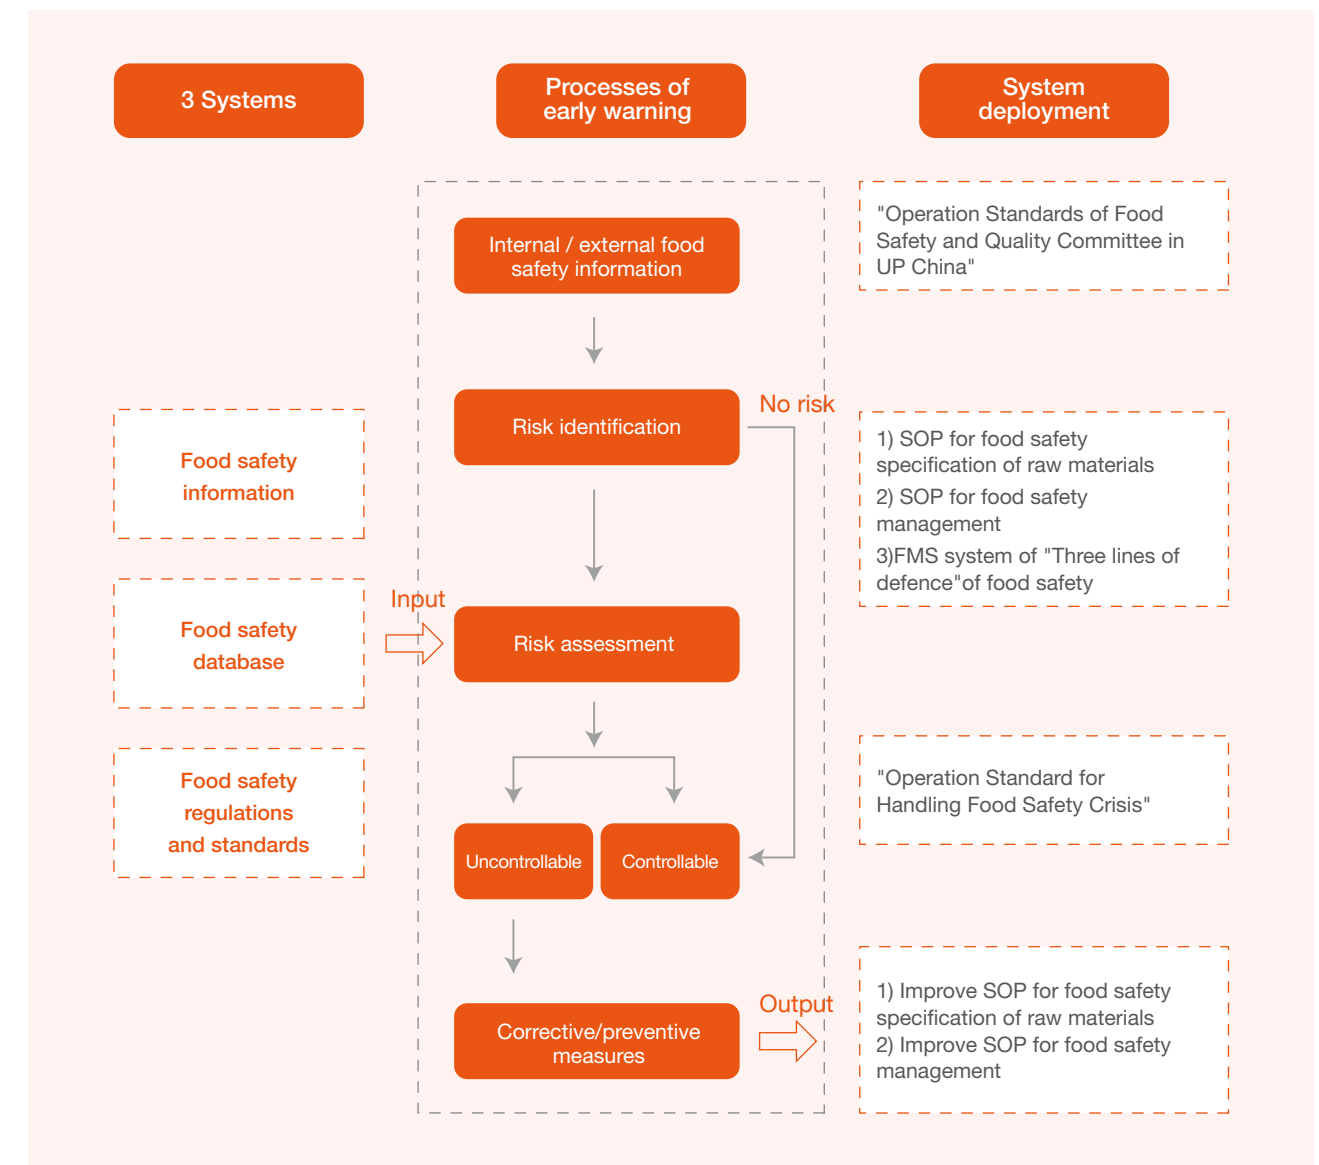 3 Systems
Processes of
early warning
System
deployment
Food safety
information
Food safety
database
Food safety
regulations
and standards
Input
Internal / external food
safety information
Risk identification
No risk
Risk assessment
Uncontrollable
Controllable
Corrective/preventive
measures
Output
"Operation Standards of Food
Safety and Quality Committee in
UP China"
1) SOP for food safety
specification of raw materials
2) SOP for food safety
management
3)FMS system of "Three lines of
defence"of food safety
"Operation Standard for
Handling Food Safety Crisis"
1) Improve SOP for food safety
specification of raw materials
2) Improve SOP for food safety
management